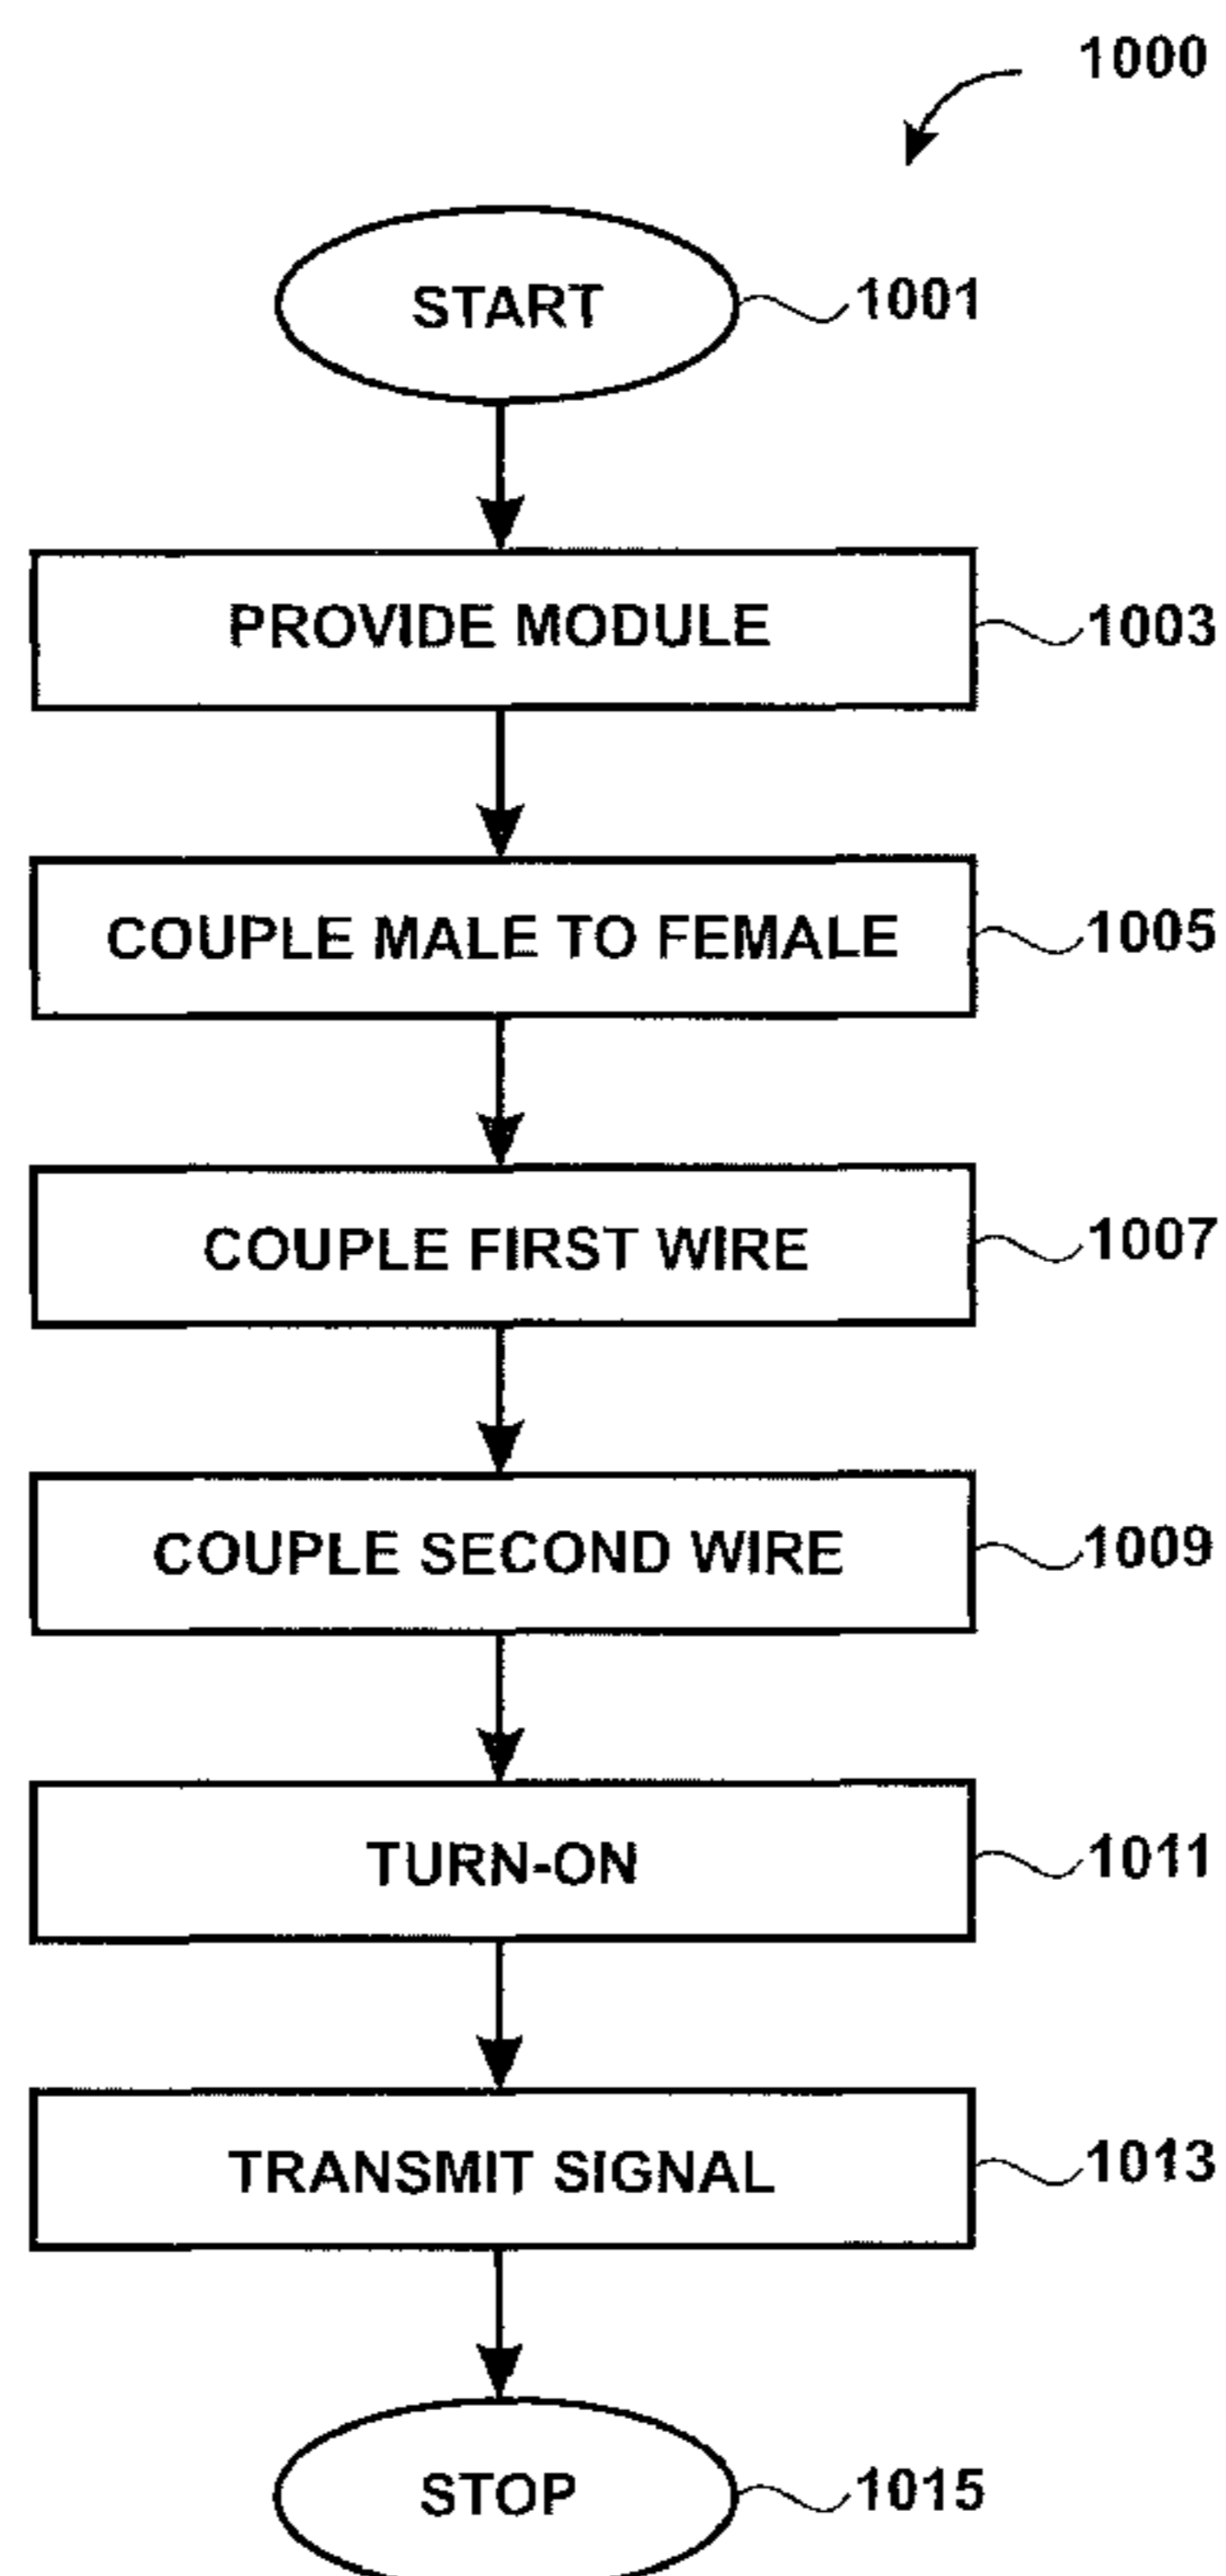 1000
START
1001
PROVIDE MODULE
1003
COUPLE MALE TO FEMALE
1005
COUPLE FIRST WIRE
1007
COUPLE SECOND WIRE
1009
TURN-ON
1011
TRANSMIT SIGNAL
1013
STOP
1015